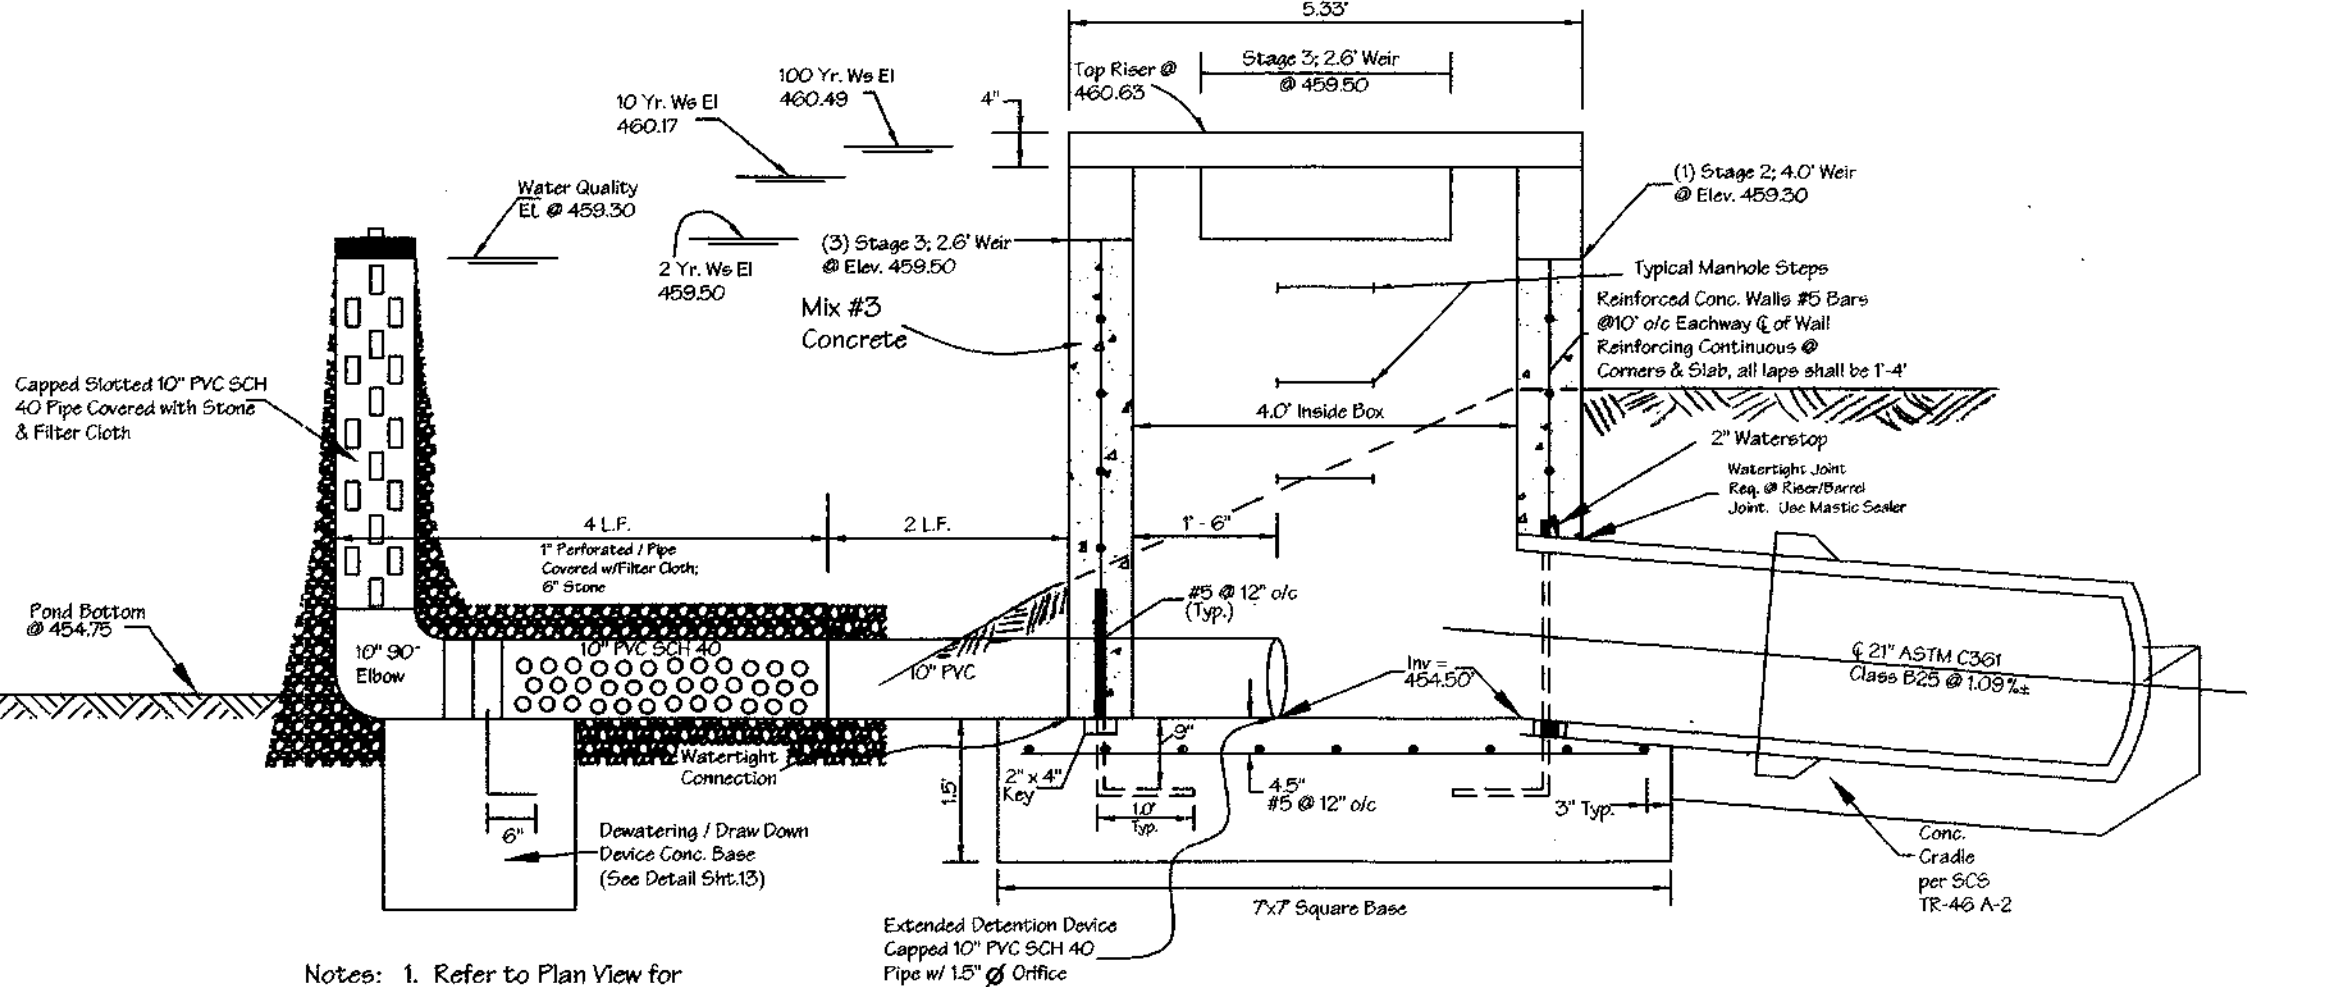 5.33'
Stage 3; 2.6' Weir
@ 459.50
Top Riser @
460.63
4"
100 Yr. Ws El
460.49
10 Yr. Ws El
460.17
Water Quality
El. @ 459.30
2 Yr. Ws El
459.50
(3) Stage 3; 2.6' Weir
@ Elev. 459.50
Mix #3
Concrete
(1) Stage 2; 4.0' Weir
@ Elev. 459.30
Typical Manhole Steps
Reinforced Conc. Walls #5 Bars
@10" o/c Eachway ℄ of Wall
Reinforcing Continuous @
Corners & Slab, all laps shall be 1'-4"
Capped Slotted 10" PVC SCH
40 Pipe Covered with Stone
& Filter Cloth
4.0' Inside Box
2" Waterstop
Watertight Joint
Req. @ Riser/Barrel
Joint. Use Mastic Sealer
4 L.F.
2 L.F.
1' - 6"
1" Perforated / Pipe
Covered w/Filter Cloth;
6" Stone
#5 @ 12" o/c
(Typ.)
Pond Bottom
@ 454.75
10" 90°
Elbow
10" PVC SCH 40
10" PVC
Inv =
454.50'
℄ 21" ASTM C361
Class B25 @ 1.09%±
Watertight
Connection
9"
1.5'
2" x 4"
Key
1.0'
Typ.
4.5"
#5 @ 12" o/c
3" Typ.
6"
Dewatering / Draw Down
Device Conc. Base
(See Detail Sht.13)
Conc.
Cradle
per SCS
TR-46 A-2
7'x7' Square Base
Extended Detention Device
Capped 10" PVC SCH 40
Pipe w/ 1.5" Ø Orifice
Notes: 1. Refer to Plan View for